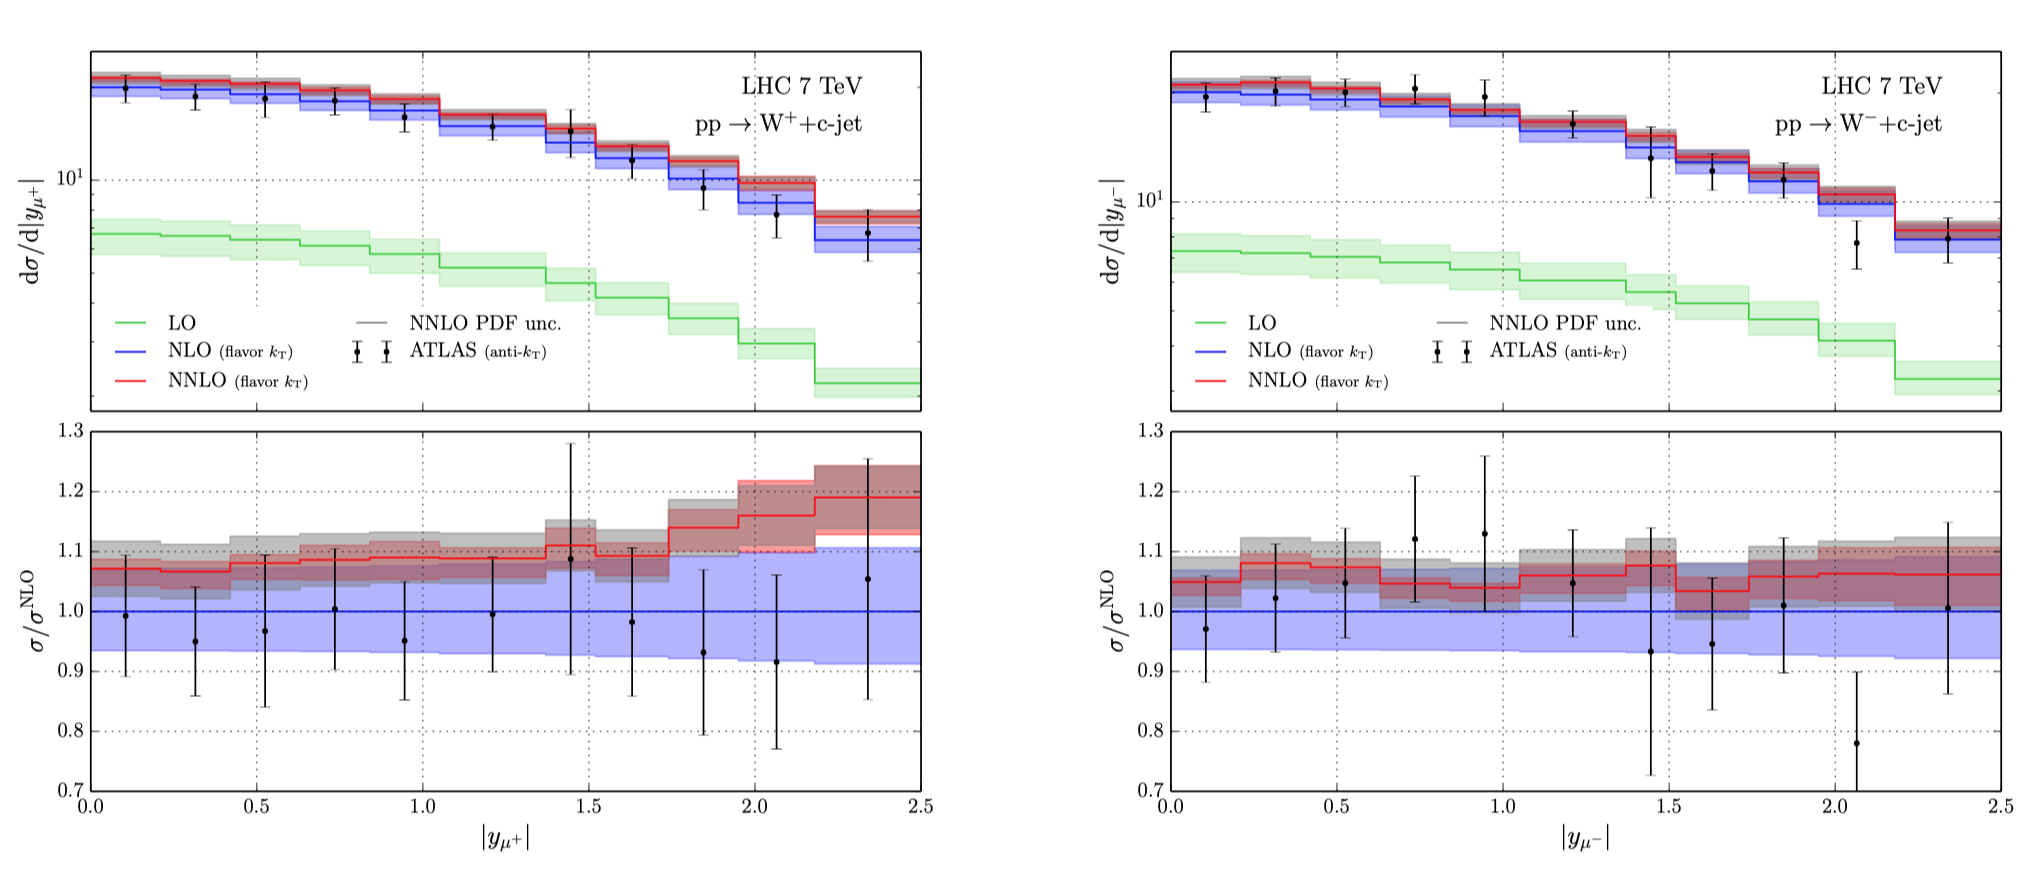 LHC 7 TeV
pp → W⁺+c-jet
10¹
dσ/d|y_μ⁺|
LO
NLO (flavor k_T)
NNLO (flavor k_T)
NNLO PDF unc.
ATLAS (anti-k_T)
1.3
1.2
1.1
1.0
0.9
0.8
0.7
σ/σ^NLO
0.0 0.5 1.0 1.5 2.0 2.5
|y_μ⁺|
LHC 7 TeV
pp → W⁻+c-jet
10¹
dσ/d|y_μ⁻|
LO
NLO (flavor k_T)
NNLO (flavor k_T)
NNLO PDF unc.
ATLAS (anti-k_T)
1.3
1.2
1.1
1.0
0.9
0.8
0.7
σ/σ^NLO
0.0 0.5 1.0 1.5 2.0 2.5
|y_μ⁻|